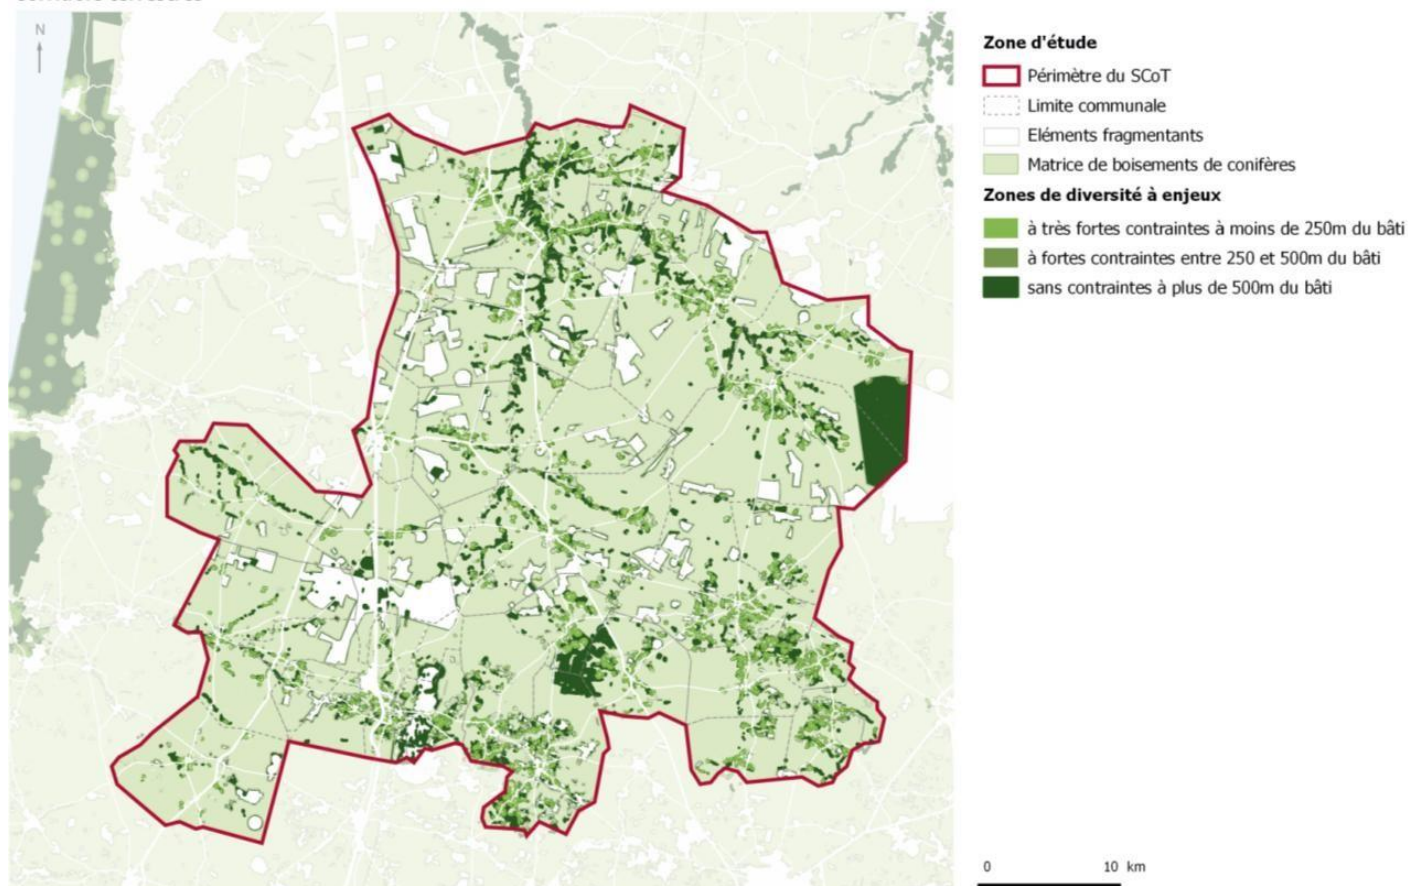 N
Zone d'étude
Périmètre du SCoT
Limite communale
Eléments fragmentants
Matrice de boisements de conifères
Zones de diversité à enjeux
à très fortes contraintes à moins de 250m du bâti
à fortes contraintes entre 250 et 500m du bâti
sans contraintes à plus de 500m du bâti
0 10 km